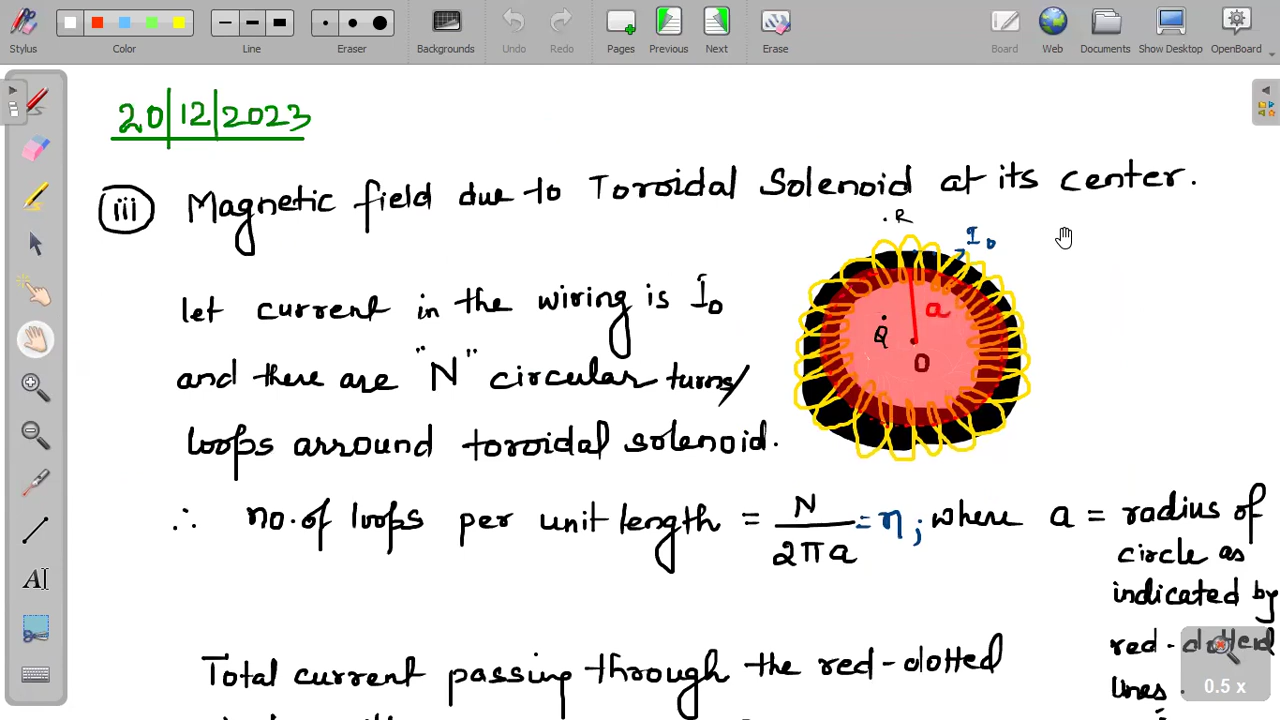 Stylus
Color
Line
Eraser
Backgrounds
Undo
Redo
Pages
Previous
Next
Erase
Board
Web
Documents
Show Desktop
OpenBoard
20/12/2023
(iii) Magnetic field due to Toroidal Solenoid at its center.
.R
I₀
let current in the wiring is I₀
a
Q
O
and there are "N" circular turns/
loops arround toroidal solenoid.
∴ no. of loops per unit length = N/2πa = η; where a = radius of
circle as
indicated by
red-dotted
lines.
Total current passing through the red-dotted
0.5 x